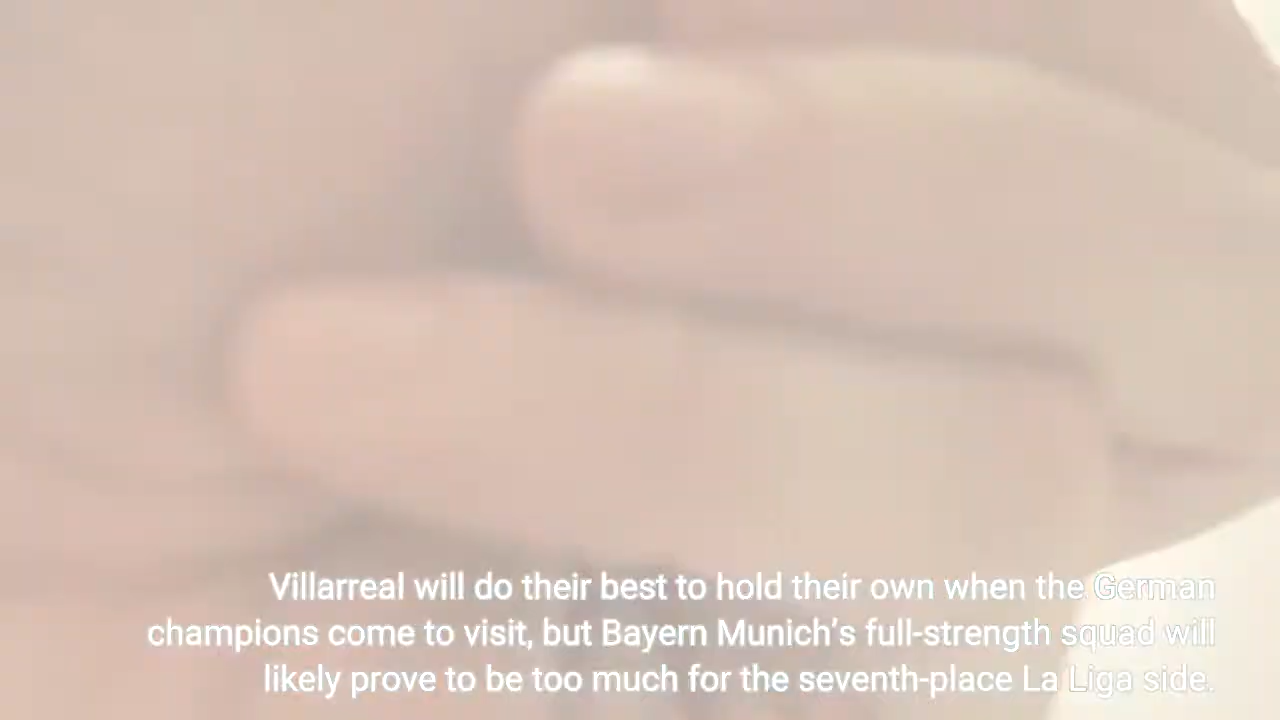 Villarreal will do their best to hold their own when the German
champions come to visit, but Bayern Munich's full-strength squad will
likely prove to be too much for the seventh-place La Liga side.